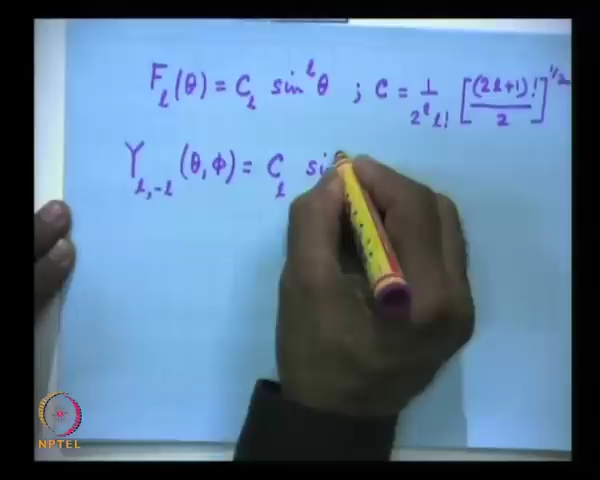 F_l(θ) = C_l sin^l θ ; C = 1/(2^l l!) [(2l+1)!/2]^{1/2}
Y_{l,-l}(θ,ϕ) = C_l si
NPTEL